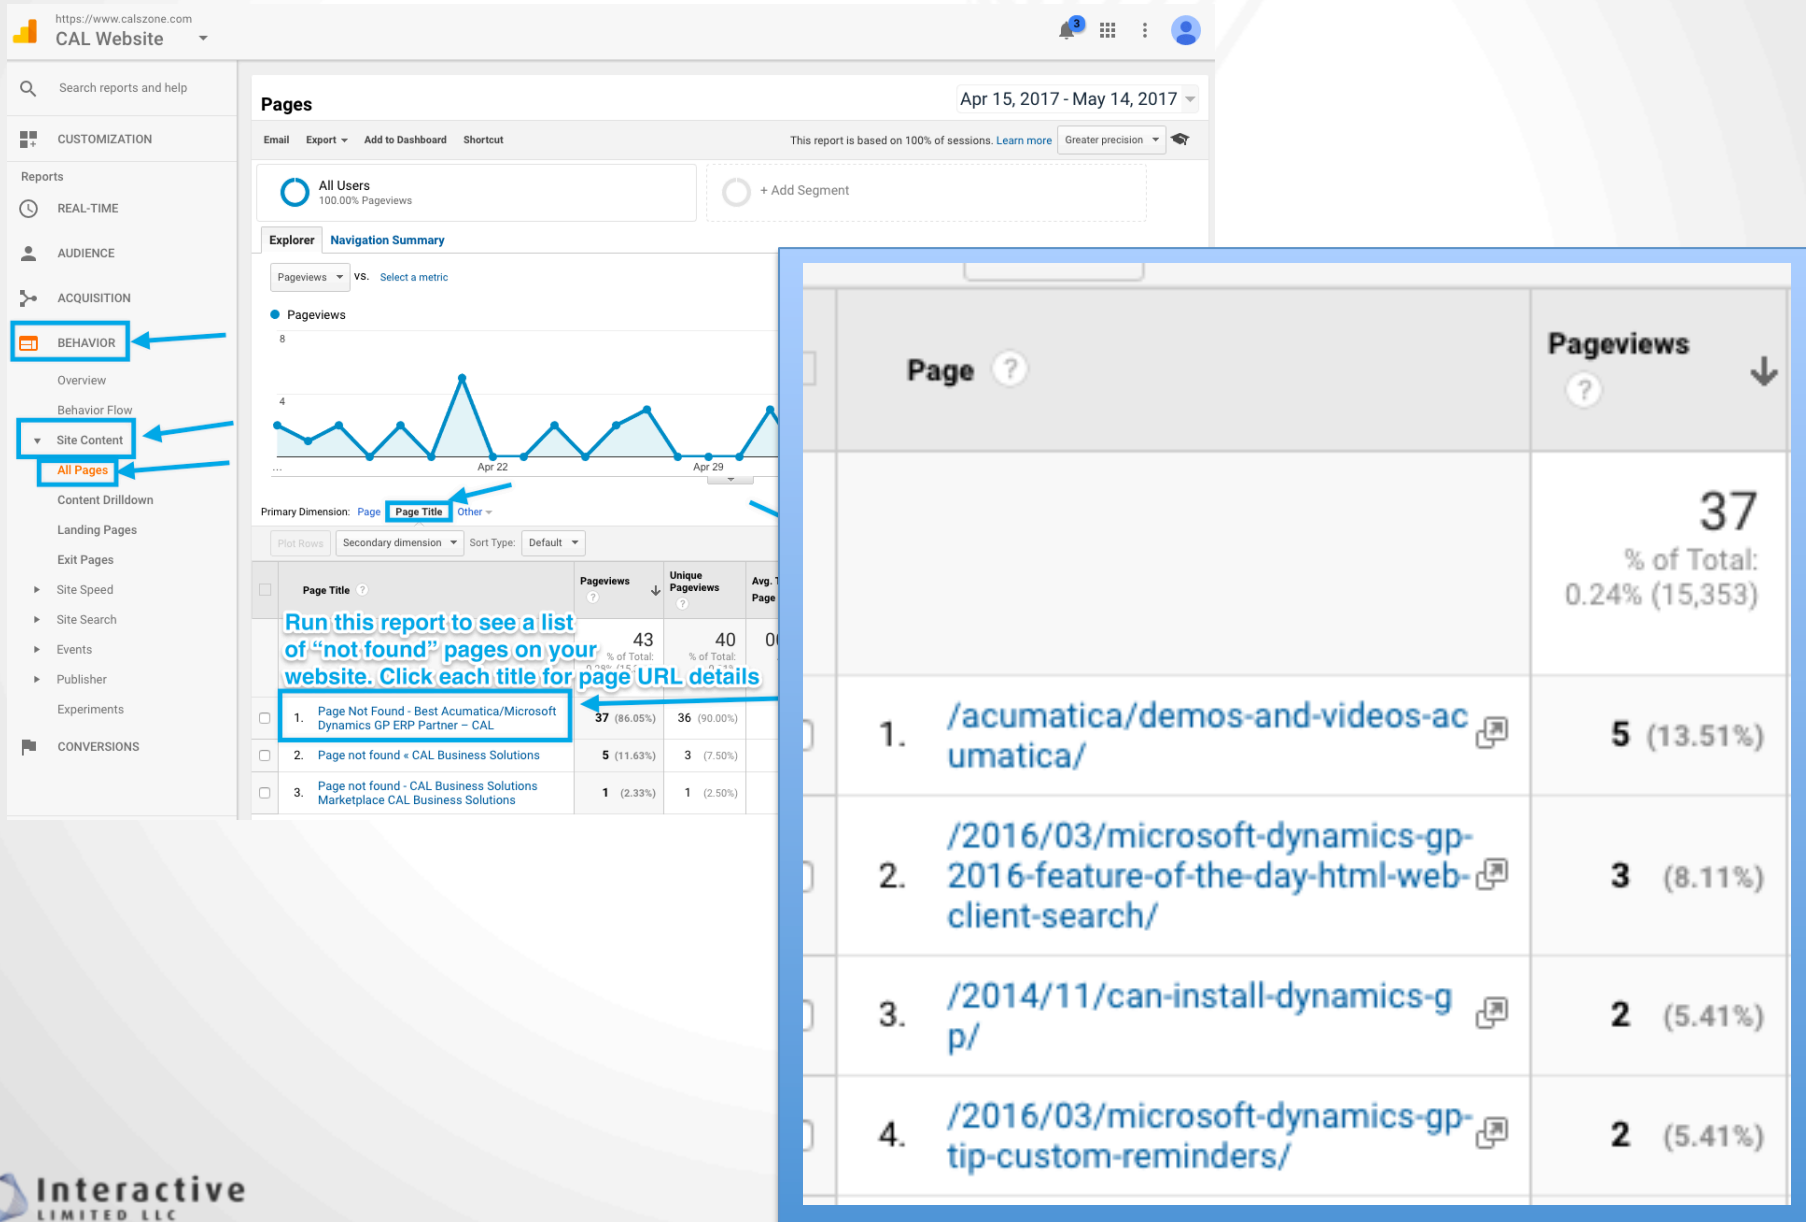 https://www.calszone.com
CAL Website
3
Search reports and help
CUSTOMIZATION
Reports
REAL-TIME
AUDIENCE
ACQUISITION
BEHAVIOR
Overview
Behavior Flow
Site Content
All Pages
Content Drilldown
Landing Pages
Exit Pages
Site Speed
Site Search
Events
Publisher
Experiments
CONVERSIONS
Pages
Apr 15, 2017 - May 14, 2017
Email Export Add to Dashboard Shortcut
This report is based on 100% of sessions. Learn more Greater precision
All Users
100.00% Pageviews
+ Add Segment
Explorer Navigation Summary
Pageviews VS. Select a metric
Pageviews
8
4
... Apr 22 Apr 29
Primary Dimension: Page Page Title Other
Plot Rows Secondary dimension Sort Type: Default
Page Title ? Pageviews ? Unique Pageviews ? Avg. Page
Run this report to see a list
of “not found” pages on your
website. Click each title for page URL details
43
% of Total:
40
% of Total:
1. Page Not Found - Best Acumatica/Microsoft
Dynamics GP ERP Partner – CAL
37 (86.05%) 36 (90.00%)
2. Page not found « CAL Business Solutions 5 (11.63%) 3 (7.50%)
3. Page not found - CAL Business Solutions
Marketplace CAL Business Solutions
1 (2.33%) 1 (2.50%)
Page ? Pageviews
?
37
% of Total:
0.24% (15,353)
1. /acumatica/demos-and-videos-ac
umatica/
5 (13.51%)
2. /2016/03/microsoft-dynamics-gp-
2016-feature-of-the-day-html-web-
client-search/
3 (8.11%)
3. /2014/11/can-install-dynamics-g
p/
2 (5.41%)
4. /2016/03/microsoft-dynamics-gp-
tip-custom-reminders/
2 (5.41%)
Interactive
LIMITED LLC